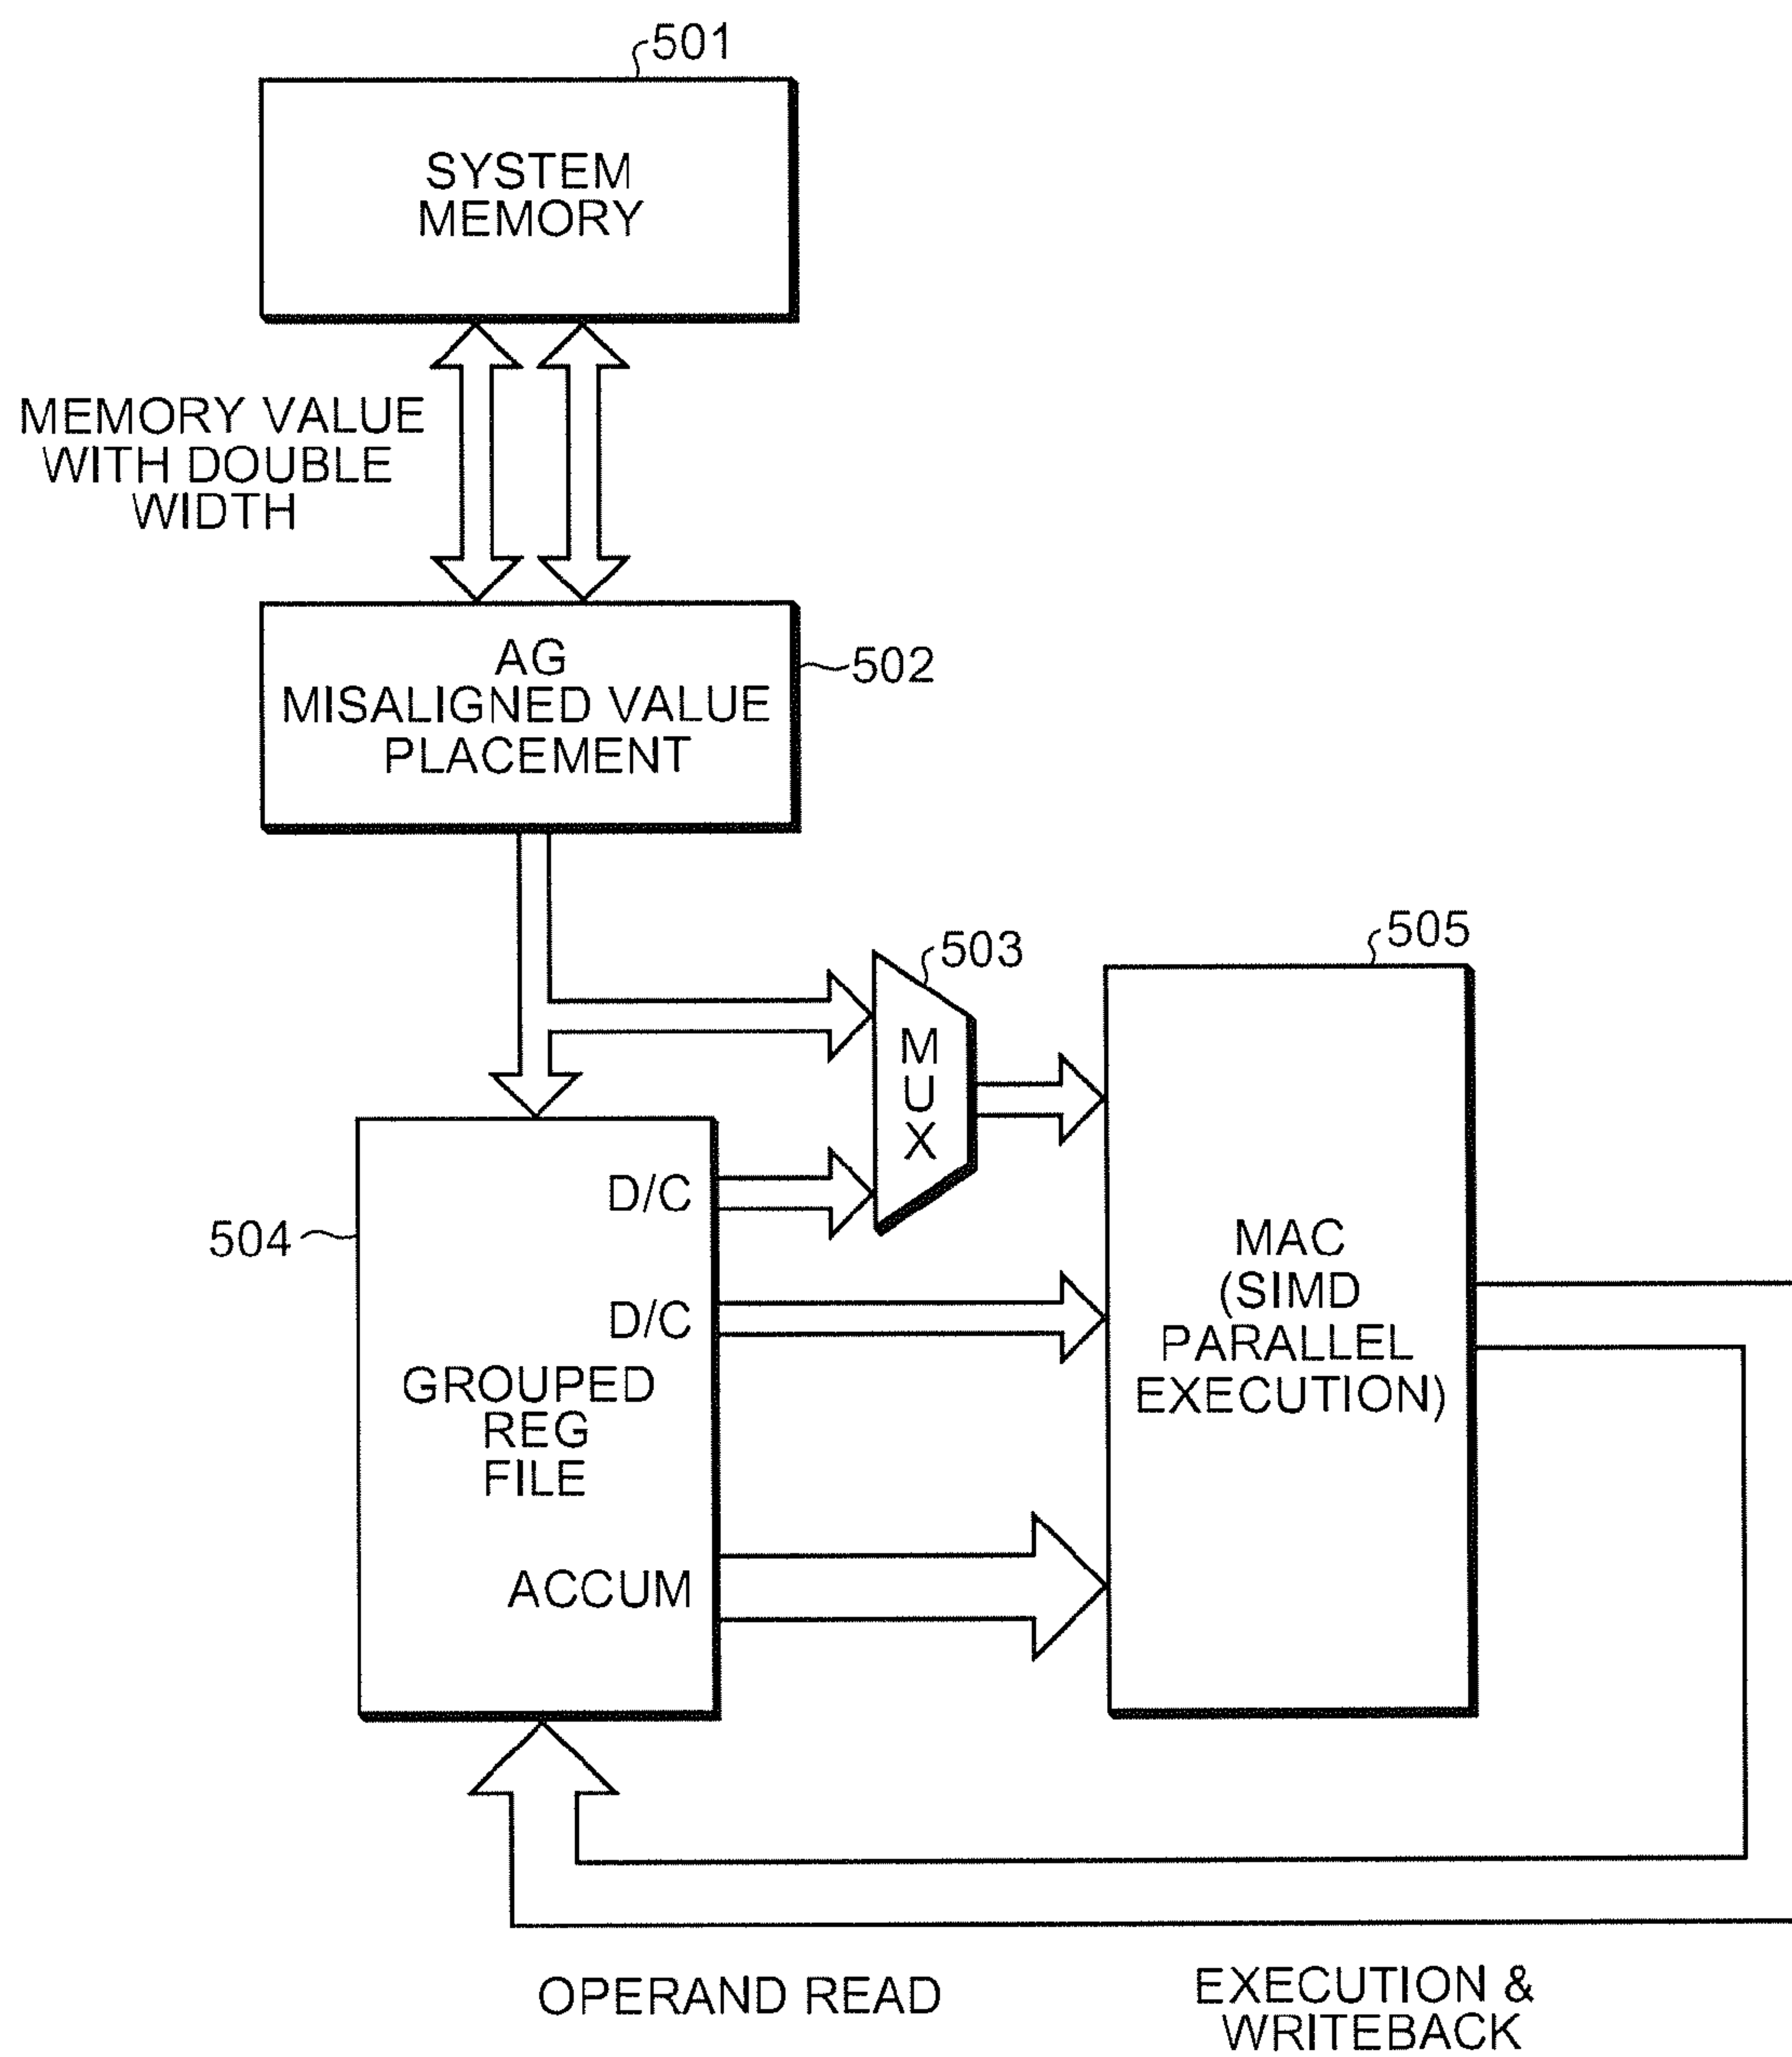 501
SYSTEM
MEMORY
MEMORY VALUE
WITH DOUBLE
WIDTH
AG
MISALIGNED VALUE
PLACEMENT
502
503
505
M
U
X
504
D/C
D/C
GROUPED
REG
FILE
ACCUM
MAC
(SIMD
PARALLEL
EXECUTION)
OPERAND READ
EXECUTION &
WRITEBACK